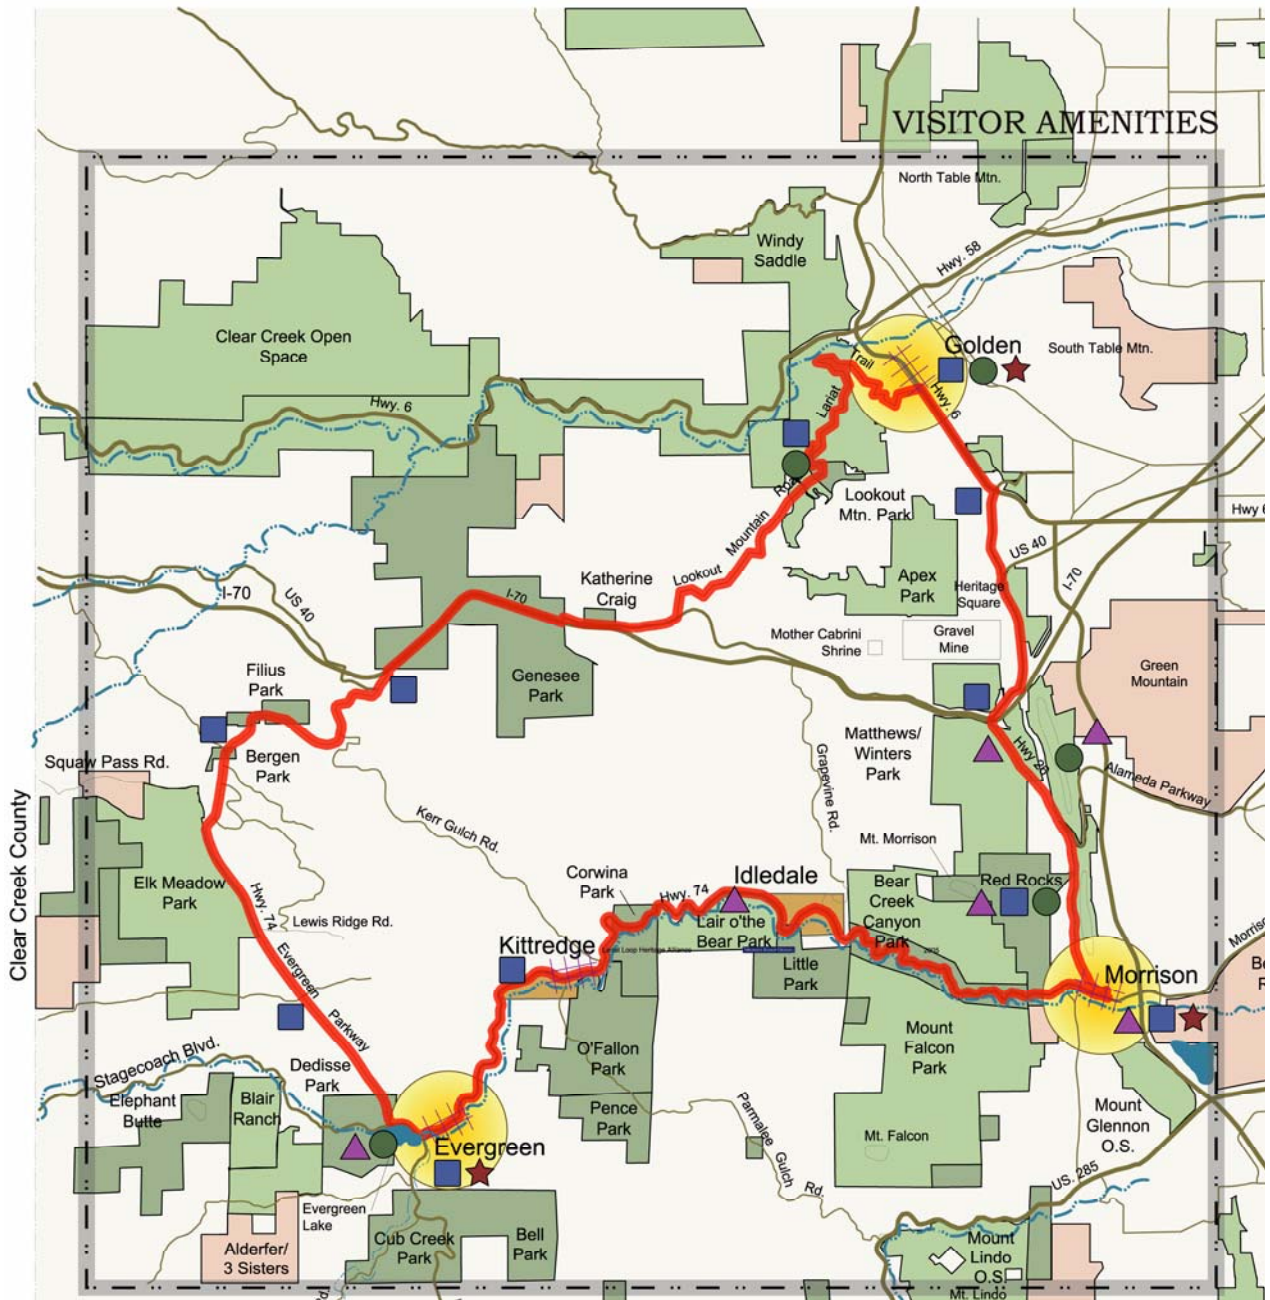 VISITOR AMENITIES
North Table Mtn.
Windy
Saddle
Hwy. 58
Clear Creek Open
Space
Golden
South Table Mtn.
Trail
Lariat
Hwy. 6
Hwy. 6
Lookout
Mtn. Park
Road
Mountain
Lookout
Hwy 6
US 40
I-70
Katherine
Craig
Apex
Park
Heritage
Square
I-70
US 40
I-70
Mother Cabrini
Shrine
Gravel
Mine
Green
Mountain
Filius
Park
Genesee
Park
Matthews/
Winters
Park
Hwy 26
Bergen
Park
Squaw Pass Rd.
Grapevine Rd.
Alameda Parkway
Kerr Gulch Rd.
Mt. Morrison
Clear Creek County
Elk Meadow
Park
Corwina
Park
Hwy. 74
Idledale
Bear
Creek
Canyon
Park
Red Rocks
Hwy. 74
Lewis Ridge Rd.
Lair o'the
Bear Park
Kittredge
Little
Park
Morrison
Evergreen
Parkway
O'Fallon
Park
Mount
Falcon
Park
Stagecoach Blvd.
Dedisse
Park
Elephant
Butte
Blair
Ranch
Pence
Park
Parmalee
Gulch
Rd.
Mt. Falcon
Mount
Glennon
O.S.
Evergreen
US. 285
Evergreen
Lake
Cub Creek
Park
Bell
Park
Alderfer/
3 Sisters
Mount
Lindo
O.S.
Mt. Lindo